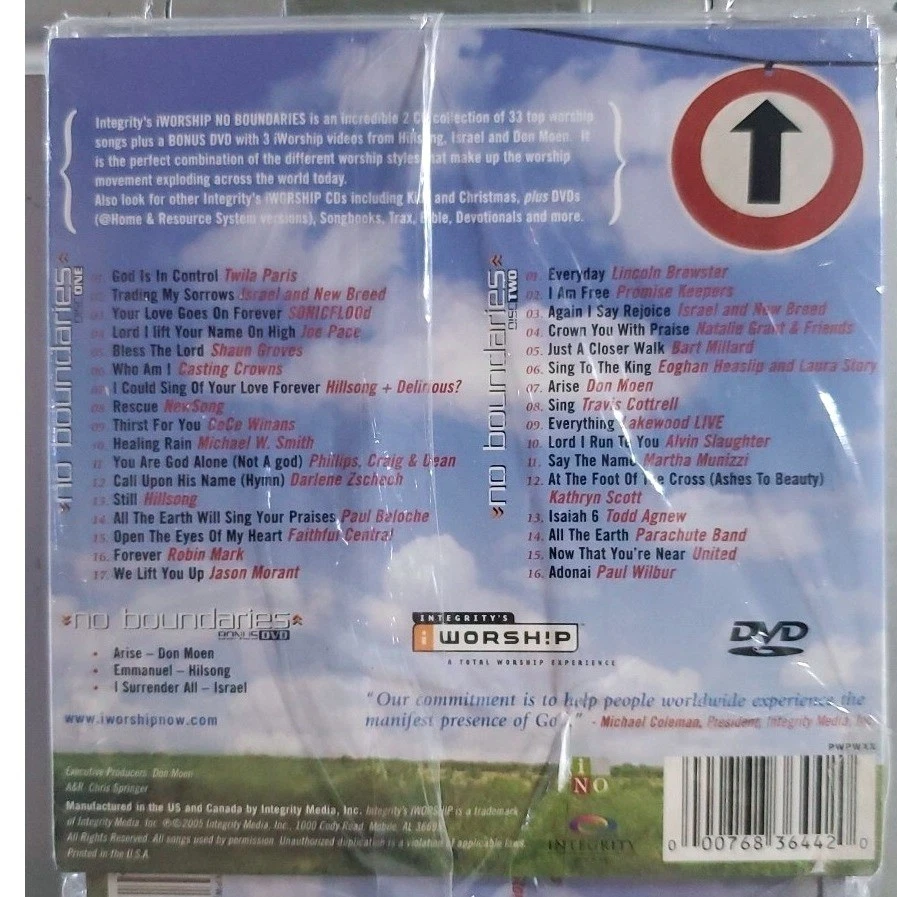 Integrity's iWORSHIP NO BOUNDARIES is an incredible 2 CD collection of 33 top worship
songs plus a BONUS DVD with 3 iWorship videos from Hillsong, Israel and Don Moen. It
is the perfect combination of the different worship styles that make up the worship
movement exploding across the world today.
Also look for other Integrity's iWORSHIP CDs including Kids and Christmas, plus DVDs
(@Home & Resource System versions), Songbooks, Trax, Bible, Devotionals and more.
no boundaries
DISC ONE
01. God Is In Control Twila Paris
02. Trading My Sorrows Israel and New Breed
03. Your Love Goes On Forever SONICFLOOd
04. Lord I lift Your Name On High Joe Pace
05. Bless The Lord Shaun Groves
06. Who Am I Casting Crowns
07. I Could Sing Of Your Love Forever Hillsong + Delirious?
08. Rescue NewSong
09. Thirst For You CeCe Winans
10. Healing Rain Michael W. Smith
11. You Are God Alone (Not A god) Phillips, Craig & Dean
12. Call Upon His Name (Hymn) Darlene Zschech
13. Still Hillsong
14. All The Earth Will Sing Your Praises Paul Baloche
15. Open The Eyes Of My Heart Faithful Central
16. Forever Robin Mark
17. We Lift You Up Jason Morant
no boundaries
DISC TWO
01. Everyday Lincoln Brewster
02. I Am Free Promise Keepers
03. Again I Say Rejoice Israel and New Breed
04. Crown You With Praise Natalie Grant & Friends
05. Just A Closer Walk Bart Millard
06. Sing To The King Eoghan Heaslip and Laura Story
07. Arise Don Moen
08. Sing Travis Cottrell
09. Everything Lakewood LIVE
10. Lord I Run To You Alvin Slaughter
11. Say The Name Martha Munizzi
12. At The Foot Of The Cross (Ashes To Beauty)
Kathryn Scott
13. Isaiah 6 Todd Agnew
14. All The Earth Parachute Band
15. Now That You're Near United
16. Adonai Paul Wilbur
no boundaries
BONUS DVD
• Arise – Don Moen
• Emmanuel – Hilsong
• I Surrender All – Israel
www.iworshipnow.com
INTEGRITY'S
iWORSH!P
A TOTAL WORSHIP EXPERIENCE
DVD
VIDEO
"Our commitment is to help people worldwide experience the
manifest presence of God." - Michael Coleman, President, Integrity Media, Inc.
PWPWXX
Executive Producers: Don Moen
A&R: Chris Springer
Manufactured in the US and Canada by Integrity Media, Inc. Integrity's iWORSHIP is a trademark
of Integrity Media, Inc. ℗©2005 Integrity Media, Inc., 1000 Cody Road, Mobile, AL 36695
All Rights Reserved. All songs used by permission. Unauthorized duplication is a violation of applicable laws.
Printed in the U.S.A.
iNO
INTEGRITY
0 00768 36442 0